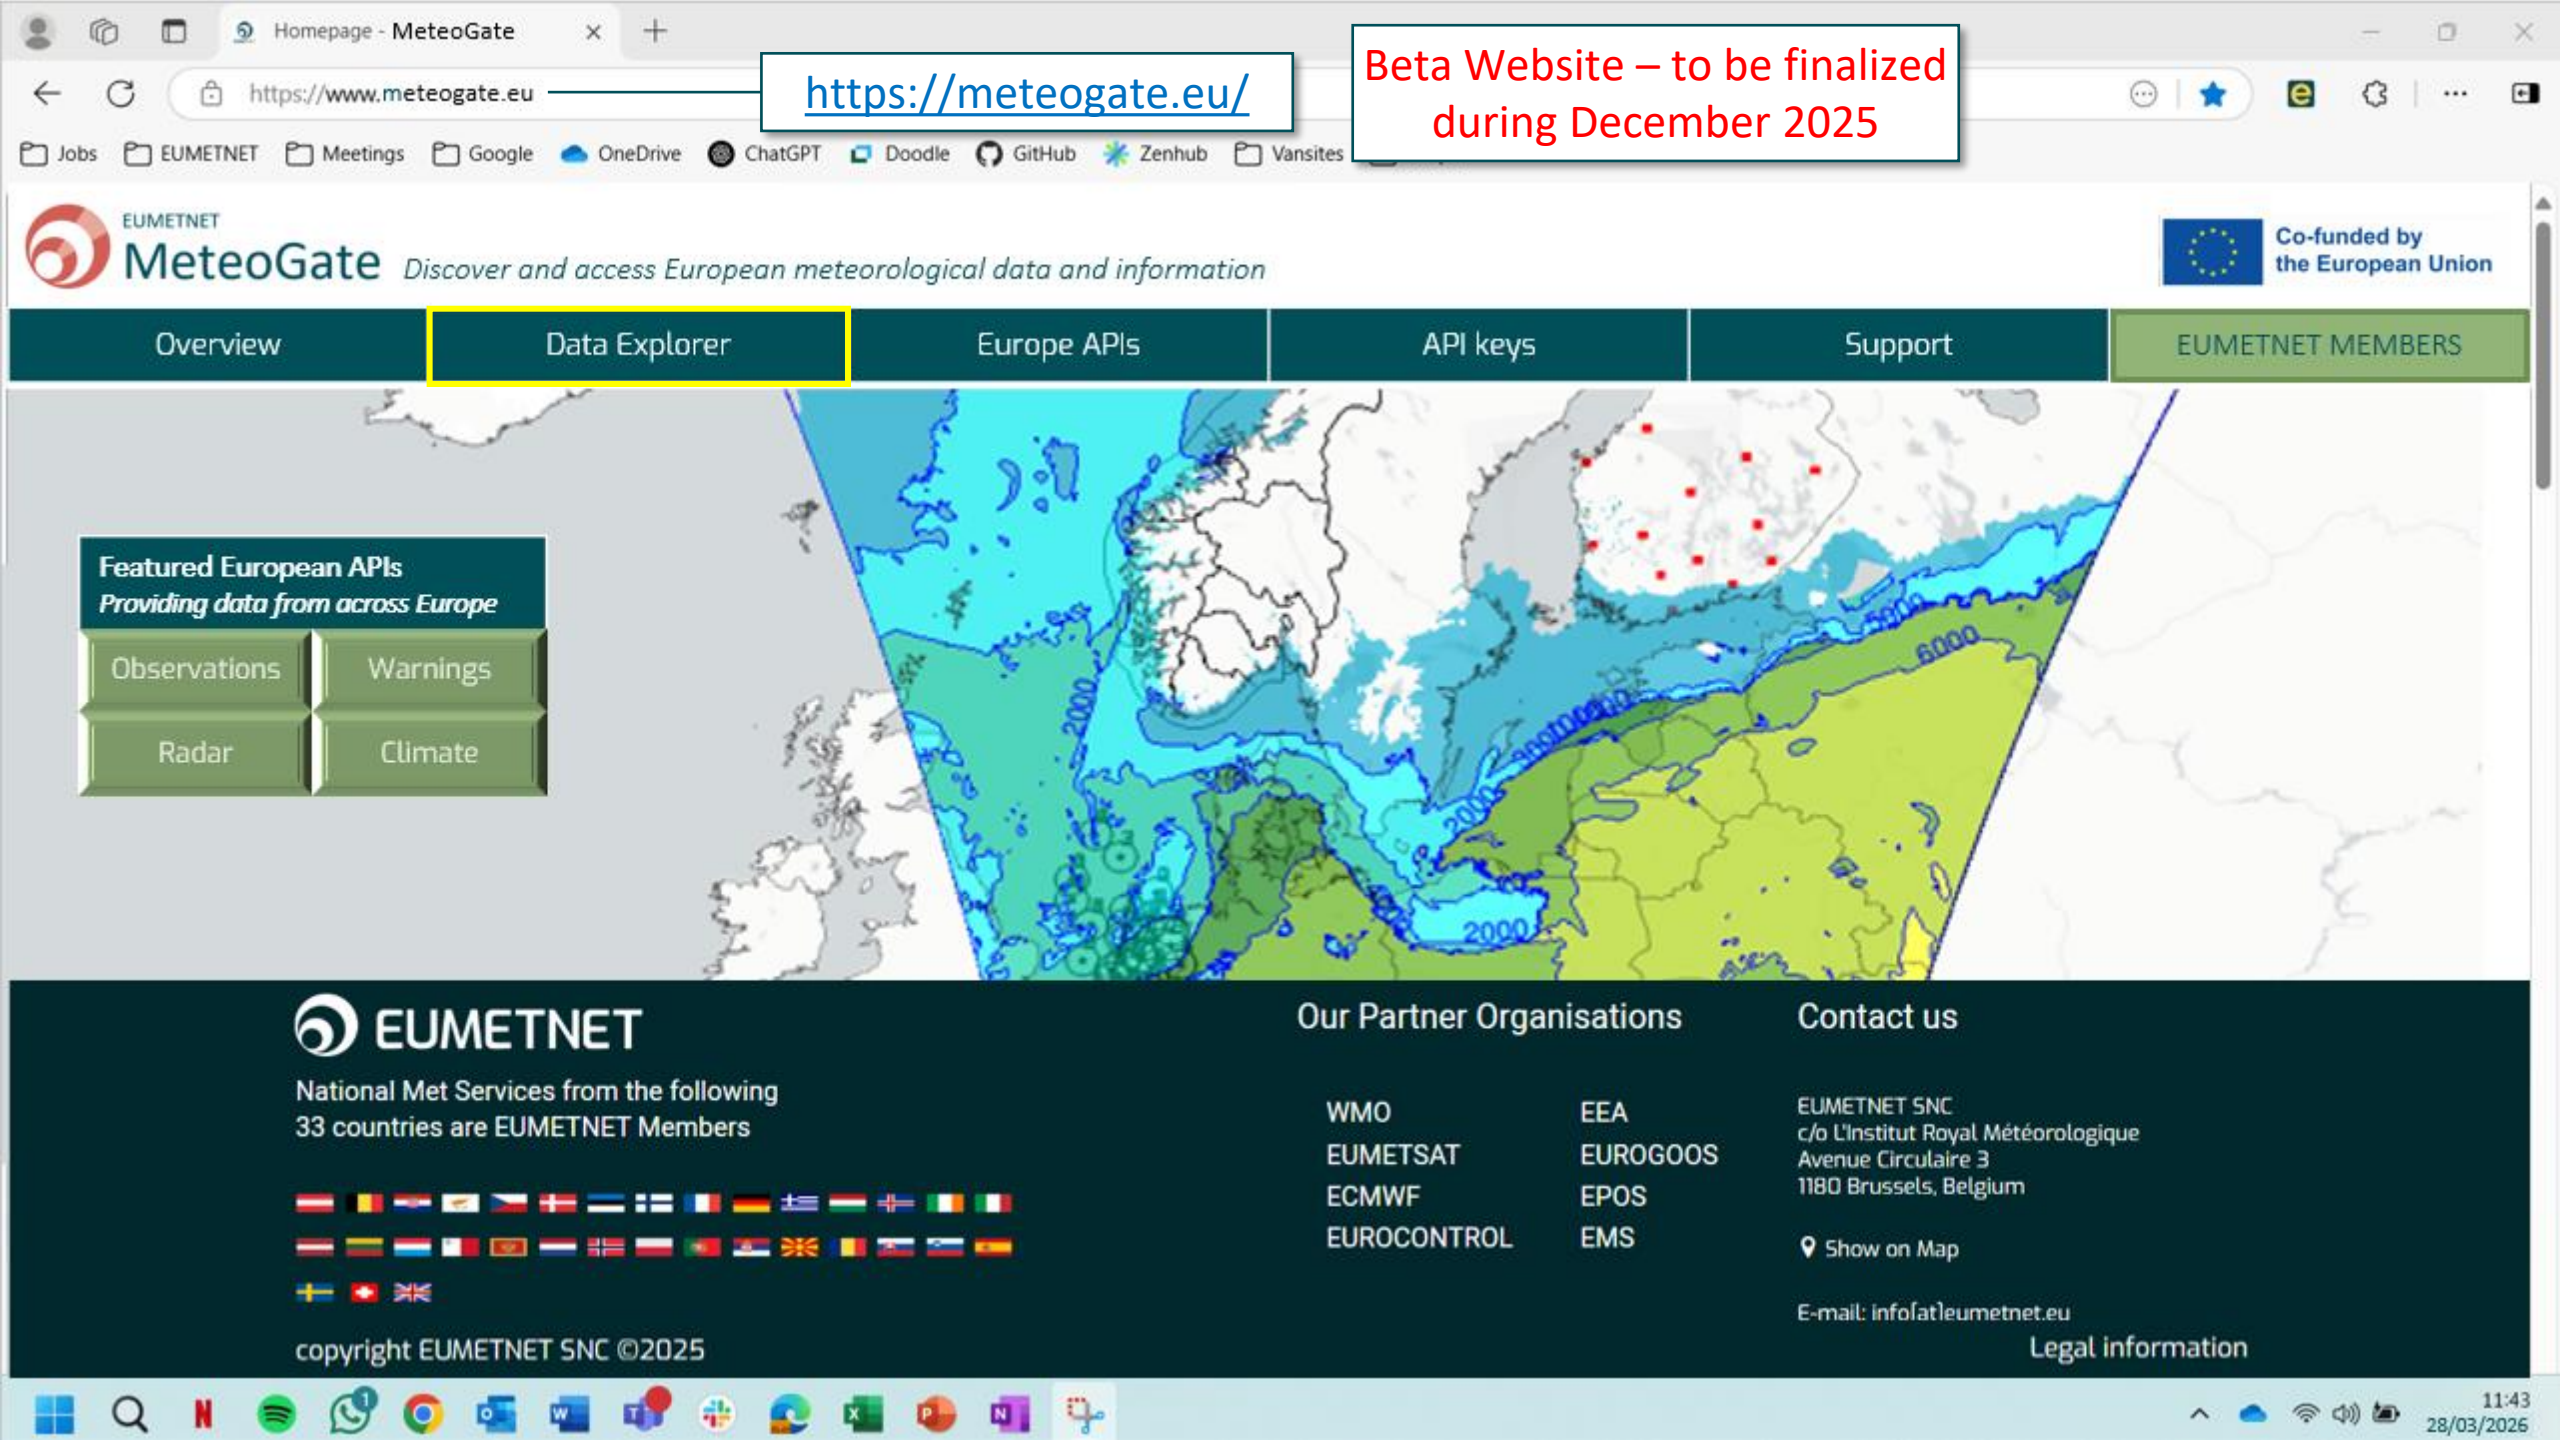 Homepage - MeteoGate
https://www.meteogate.eu
https://meteogate.eu/
Beta Website – to be finalized
during December 2025
Jobs
EUMETNET
Meetings
Google
OneDrive
ChatGPT
Doodle
GitHub
Zenhub
Vansites
EUMETNET
MeteoGate
Discover and access European meteorological data and information
Co-funded by
the European Union
Overview
Data Explorer
Europe APIs
API keys
Support
EUMETNET MEMBERS
Featured European APIs
Providing data from across Europe
Observations
Warnings
Radar
Climate
2000
5000
6000
2000
2000
EUMETNET
National Met Services from the following
33 countries are EUMETNET Members
copyright EUMETNET SNC ©2025
Our Partner Organisations
WMO
EUMETSAT
ECMWF
EUROCONTROL
EEA
EUROGOOS
EPOS
EMS
Contact us
EUMETNET SNC
c/o L'Institut Royal Météorologique
Avenue Circulaire 3
1180 Brussels, Belgium
Show on Map
E-mail: info[at]eumetnet.eu
Legal information
11:43
28/03/2026